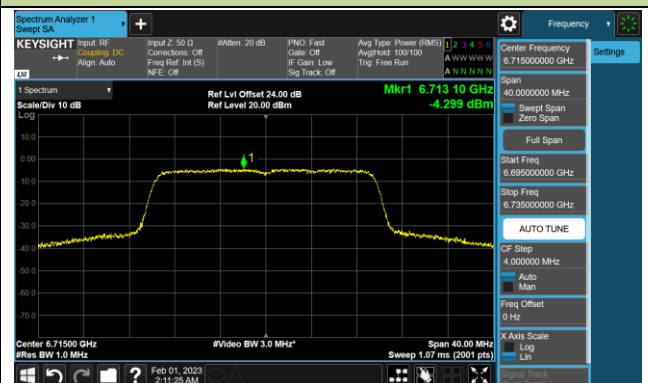 Spectrum Analyzer 1
Swept SA
Frequency
KEYSIGHT
Input: RF
Coupling: DC
Align: Auto
Input Z: 50 Ω
Corrections: Off
Freq Ref: Int (S)
NFE: Off
#Atten: 20 dB
PNO: Fast
Gate: Off
IF Gain: Low
Sig Track: Off
Avg Type: Power (RMS)
Avg|Hold: 100/100
Trig: Free Run
1 2 3 4 5 6
A W W W W W
A N N N N N
LXI
1 Spectrum
Scale/Div 10 dB
Log
Ref Lvl Offset 24.00 dB
Ref Level 20.00 dBm
Mkr1 6.713 10 GHz
-4.299 dBm
1
10.0
0.00
-10.0
-20.0
-30.0
-40.0
-50.0
-60.0
-70.0
Center 6.71500 GHz
#Res BW 1.0 MHz
#Video BW 3.0 MHz*
Span 40.00 MHz
Sweep 1.07 ms (2001 pts)
Feb 01, 2023
2:11:25 AM
Center Frequency
6.715000000 GHz
Settings
Span
40.0000000 MHz
Swept Span
Zero Span
Full Span
Start Freq
6.695000000 GHz
Stop Freq
6.735000000 GHz
AUTO TUNE
CF Step
4.000000 MHz
Auto
Man
Freq Offset
0 Hz
X Axis Scale
Log
Lin
Signal Track